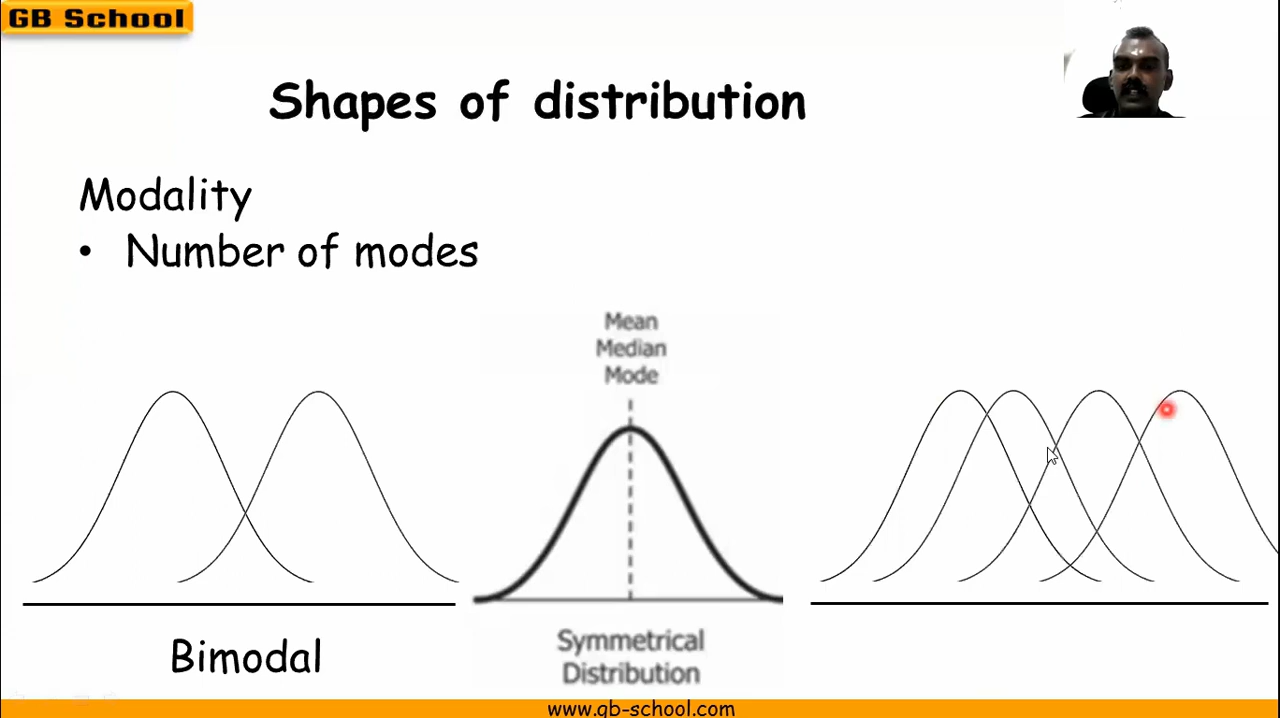 GB School
Shapes of distribution
Modality
• Number of modes
Mean
Median
Mode
Bimodal
Symmetrical
Distribution
www.gb-school.com